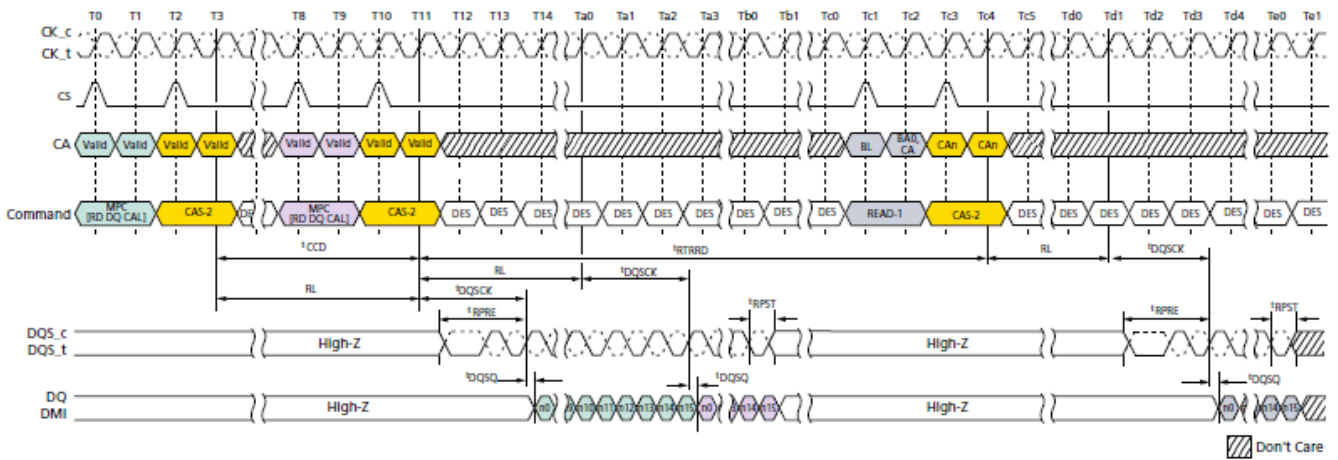 T0 T1 T2 T3 T8 T9 T10 T11 T12 T13 T14 Ta0 Ta1 Ta2 Ta3 Tb0 Tb1 Tc0 Tc1 Tc2 Tc3 Tc4 Tc5 Td0 Td1 Td2 Td3 Td4 Te0 Te1
CK_c
CK_t
CS
BA0,
CA Valid Valid Valid Valid Valid Valid Valid Valid BL CA CAn CAn
MPC MPC
Command [RD DQ CAL] CAS-2 DE [RD DQ CAL] CAS-2 DES DES DES DES DES DES DES DES DES DES READ-1 CAS-2 DES DES DES DES DES DES DES DES
tCCD tRTRRD tDQSCK
RL tDQSCK RL
RL tDQSCK
tRPRE tRPST tRPRE tRPST
DQS_c
DQS_t High-Z High-Z
tDQSQ tDQSQ tDQSQ
DQ
DMI High-Z n0 n10 n11 n12 n13 n14 n15 n0 n14 n15 High-Z n0 n14 n15
Don't Care